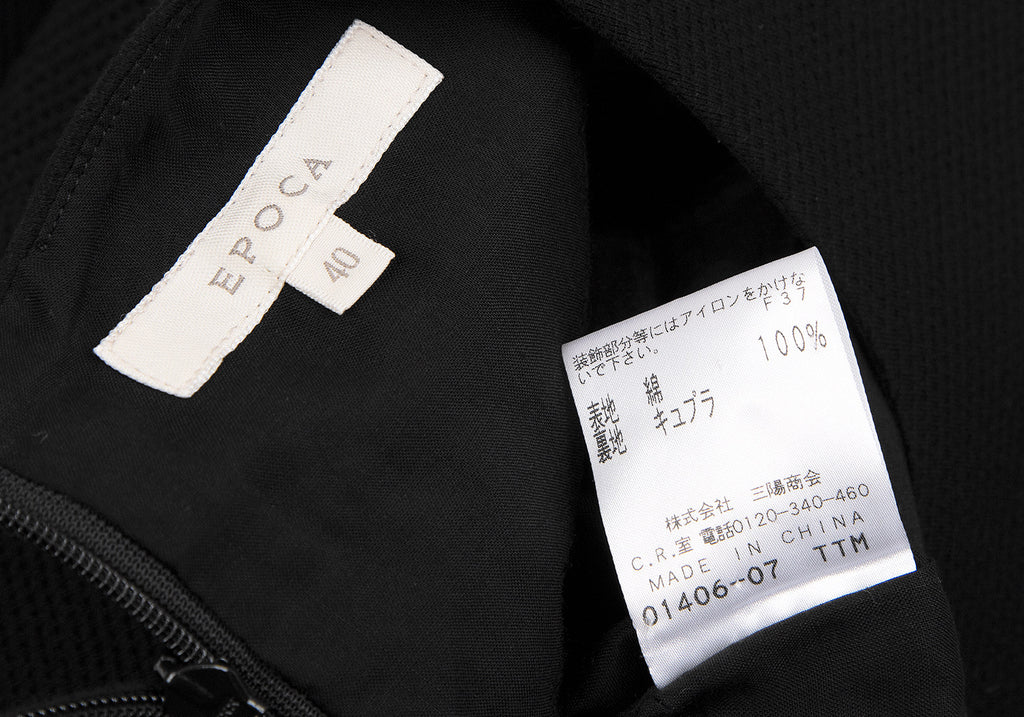 EPOCA
40
装飾部分等にはアイロンをかけな
いで下さい。 F37
表地 綿 100%
裏地 キュプラ
株式会社 三陽商会
C.R.室 電話0120-340-460
MADE IN CHINA
01406--07 TTM